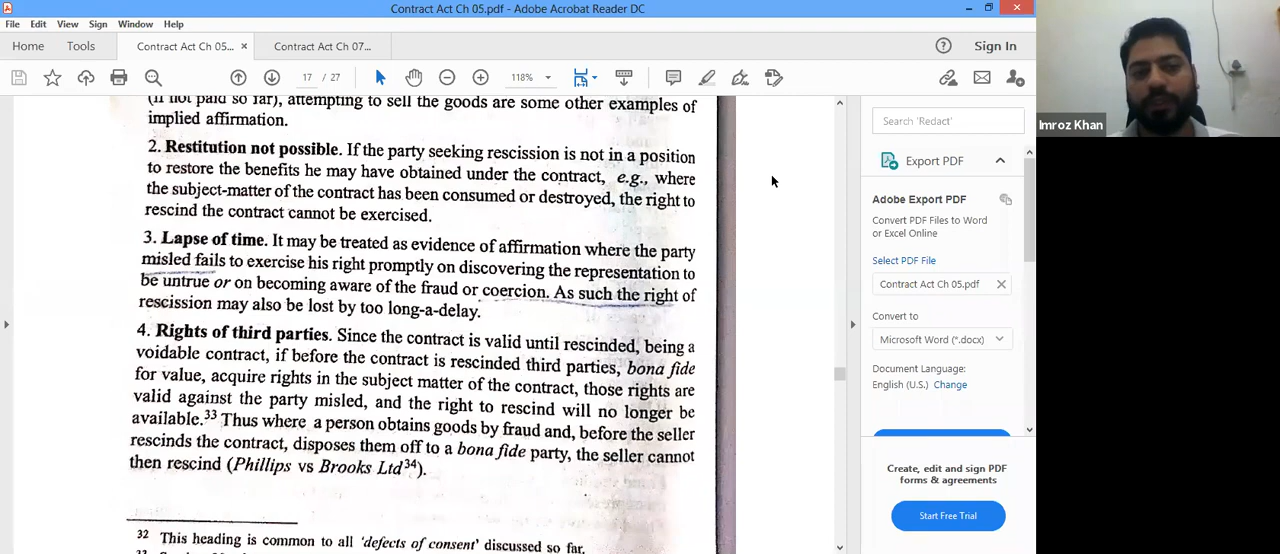 Contract Act Ch 05.pdf - Adobe Acrobat Reader DC
File Edit View Sign Window Help
Home Tools Contract Act Ch 05... × Contract Act Ch 07... Sign In
17 / 27 118%
(if not paid so far), attempting to sell the goods are some other examples of
implied affirmation.
2. Restitution not possible. If the party seeking rescission is not in a position
to restore the benefits he may have obtained under the contract, e.g., where
the subject-matter of the contract has been consumed or destroyed, the right to
rescind the contract cannot be exercised.
3. Lapse of time. It may be treated as evidence of affirmation where the party
misled fails to exercise his right promptly on discovering the representation to
be untrue or on becoming aware of the fraud or coercion. As such the right of
rescission may also be lost by too long-a-delay.
4. Rights of third parties. Since the contract is valid until rescinded, being a
voidable contract, if before the contract is rescinded third parties, bona fide
for value, acquire rights in the subject matter of the contract, those rights are
valid against the party misled, and the right to rescind will no longer be
available.33 Thus where a person obtains goods by fraud and, before the seller
rescinds the contract, disposes them off to a bona fide party, the seller cannot
then rescind (Phillips vs Brooks Ltd34).
32 This heading is common to all 'defects of consent' discussed so far.
Search 'Redact'
Export PDF
Adobe Export PDF
Convert PDF Files to Word
or Excel Online
Select PDF File
Contract Act Ch 05.pdf
Convert to
Microsoft Word (*.docx)
Document Language:
English (U.S.) Change
Create, edit and sign PDF
forms & agreements
Start Free Trial
Imroz Khan